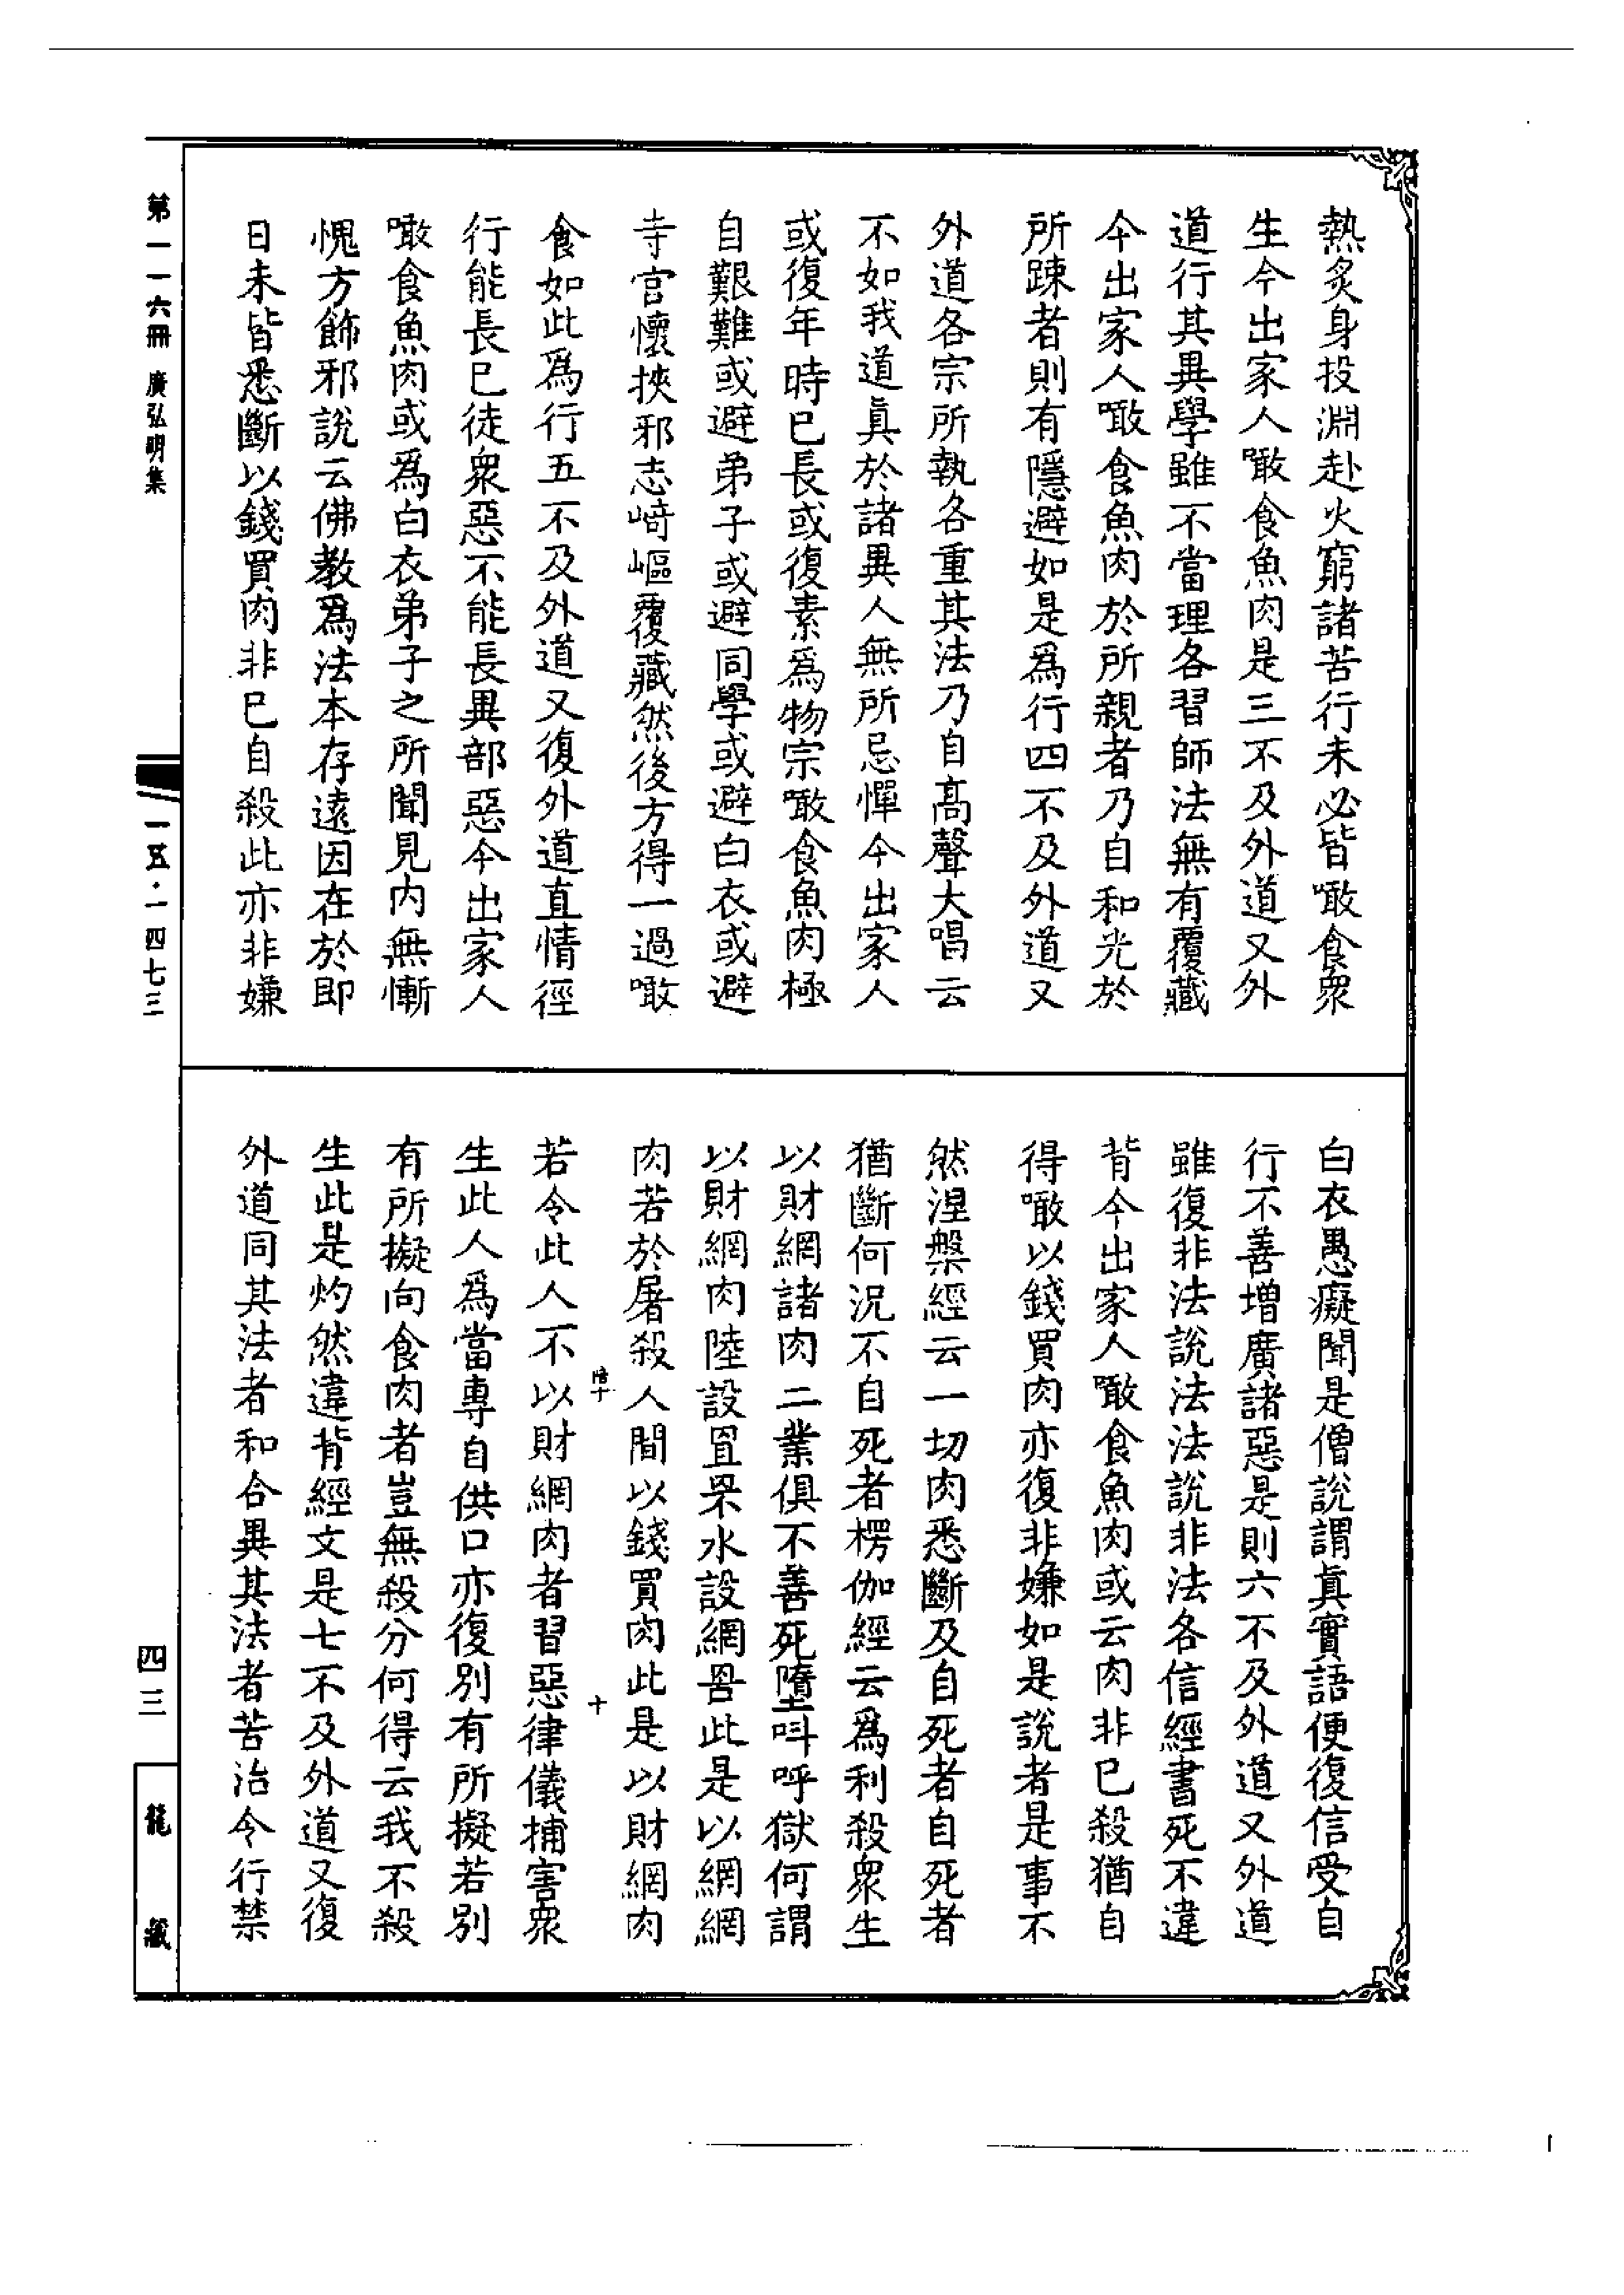 熱炙身投淵赴火窮諸苦行未必皆噉食衆
生今出家人噉食魚肉是三不及外道又外
道行其異學雖不當理各習師法無有覆藏
今出家人噉食魚肉於所親者乃自和光於
所踈者則有隱避如是爲行四不及外道又
外道各宗所執各重其法乃自高聲大唱云
不如我道眞於諸異人無所忌憚今出家人
或復年時已長或復素爲物宗噉食魚肉極
自艱難或避弟子或避同學或避白衣或避
寺官懷挾邪志崎嶇覆藏然後方得一過噉
食如此爲行五不及外道又復外道直情徑
行能長已徒衆惡不能長異部惡今出家人
噉食魚肉或爲白衣弟子之所聞見内無慚
愧方飾邪說云佛教爲法本存遠因在於即
日未皆悉斷以錢買肉非已自殺此亦非嫌
白衣愚癡聞是僧說謂眞實語便復信受自
行不善增廣諸惡是則六不及外道又外道
雖復非法說法法說非法各信經書死不違
背今出家人噉食魚肉或云肉非已殺猶自
得噉以錢買肉亦復非嫌如是說者是事不
然涅槃經云一切肉悉斷及自死者自死者
猶斷何況不自死者楞伽經云爲利殺衆生
以財網諸肉二業俱不善死墮呌呼獄何謂
以財網肉陸設罝罘水設網罟此是以網網
肉若於屠殺人間以錢買肉此是以財網肉
若令此人不以財網肉者習惡律儀捕害衆
生此人爲當專自供口亦復別有所擬若別
有所擬向食肉者豈無殺分何得云我不殺
生此是灼然違背經文是七不及外道又復
外道同其法者和合異其法者苦治令行禁
第一一六冊 廣弘明集
一五·一四七三
四三
龍藏